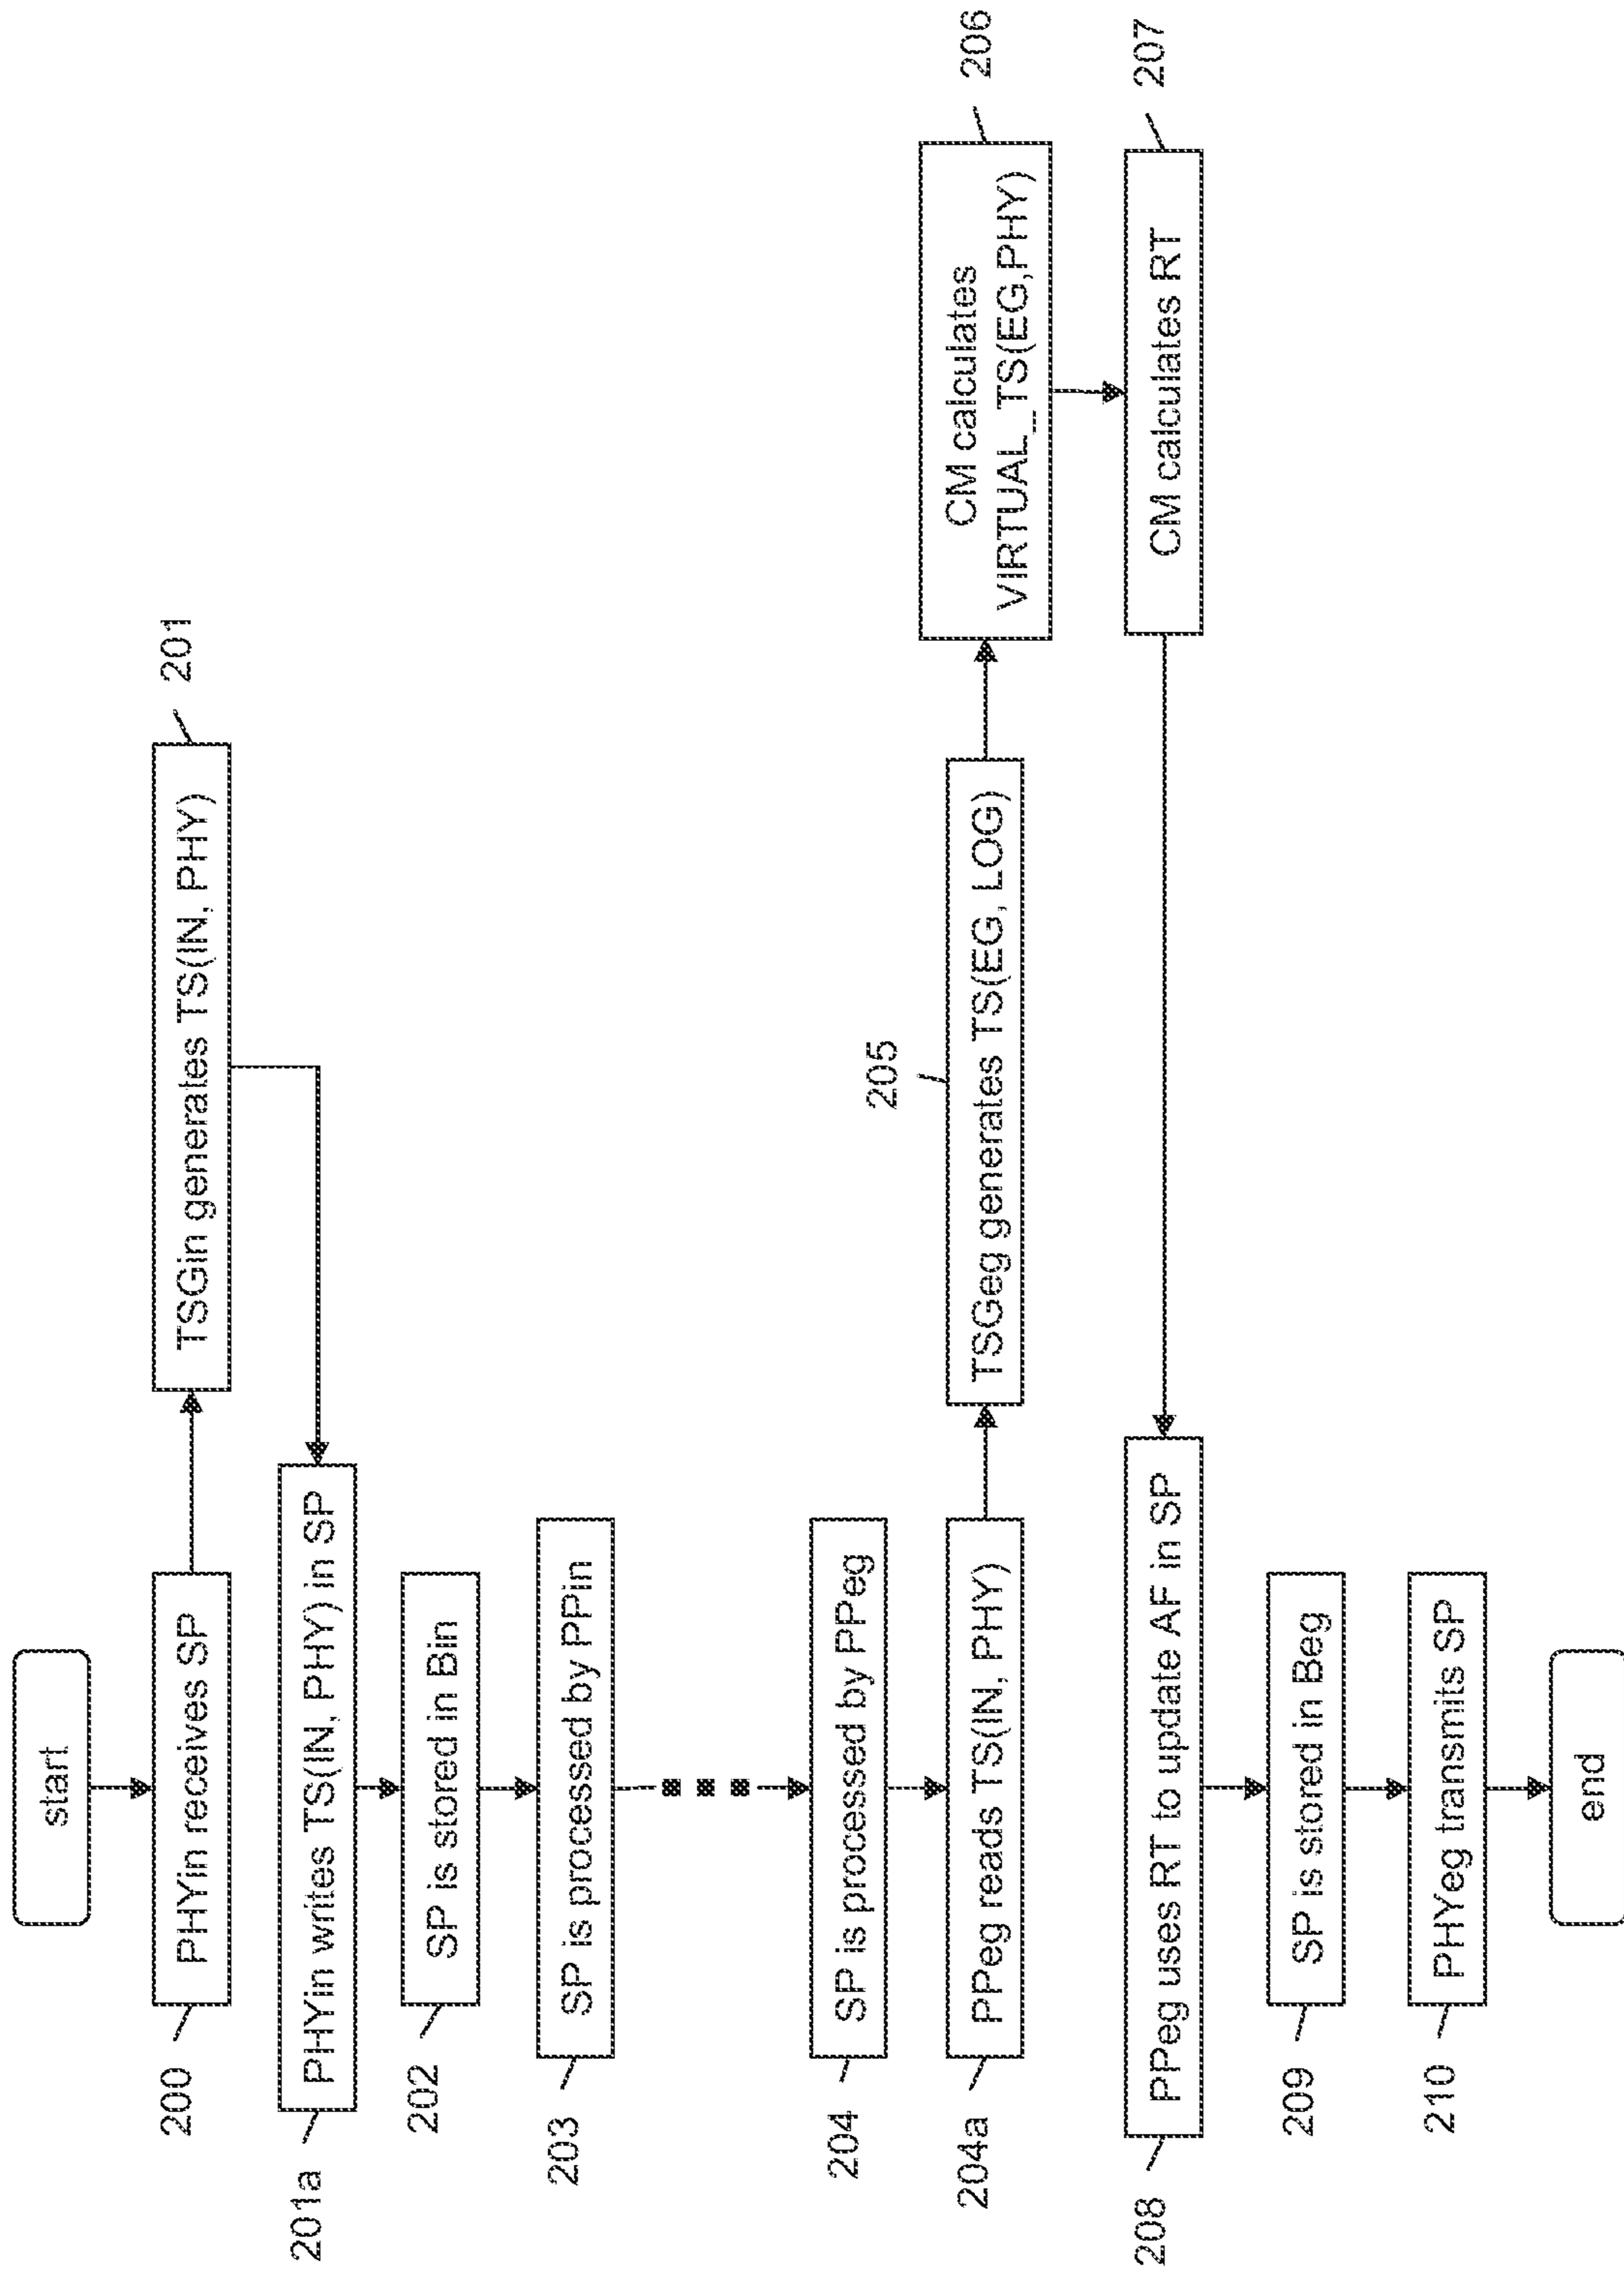 start
PHYin receives SP
200
TSGin generates TS(IN, PHY)
201
PHYin writes TS(IN, PHY) in SP
201a
SP is stored in Bin
202
SP is processed by PPin
203
SP is processed by PPeg
204
PPeg reads TS(IN, PHY)
204a
TSGeg generates TS(EG, LOG)
205
CM calculates
VIRTUAL_TS(EG,PHY)
206
CM calculates RT
207
PPeg uses RT to update AF in SP
208
SP is stored in Beg
209
PHYeg transmits SP
210
end